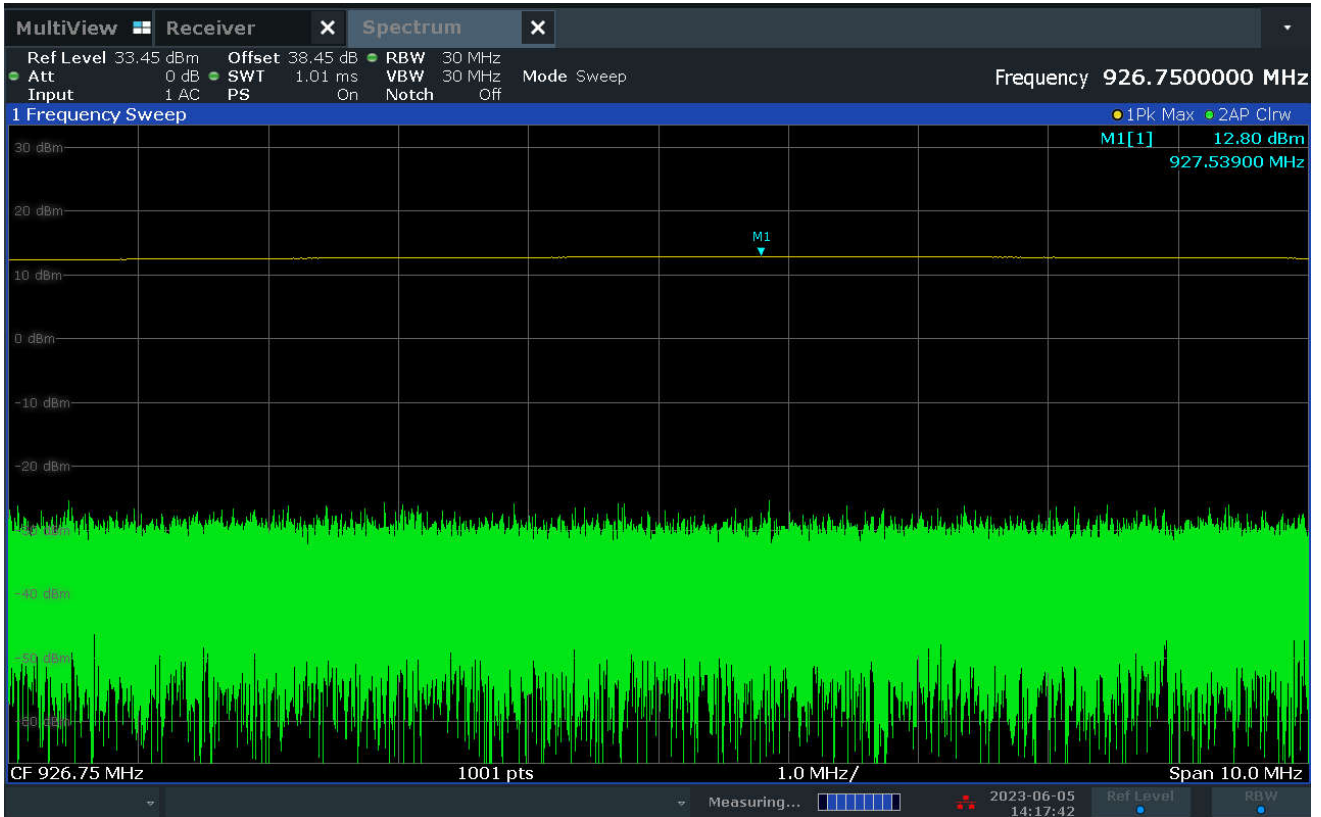 MultiView Receiver X Spectrum X
Ref Level 33.45 dBm Offset 38.45 dB RBW 30 MHz
Att 0 dB SWT 1.01 ms VBW 30 MHz Mode Sweep Frequency 926.7500000 MHz
Input 1 AC PS On Notch Off
1 Frequency Sweep 1Pk Max 2AP Clrw
M1[1] 12.80 dBm
30 dBm
927.53900 MHz
20 dBm
M1
10 dBm
0 dBm
-10 dBm
-20 dBm
-40 dBm
-50 dBm
CF 926.75 MHz 1001 pts 1.0 MHz/ Span 10.0 MHz
Measuring... 2023-06-05 Ref Level RBW
14:17:42